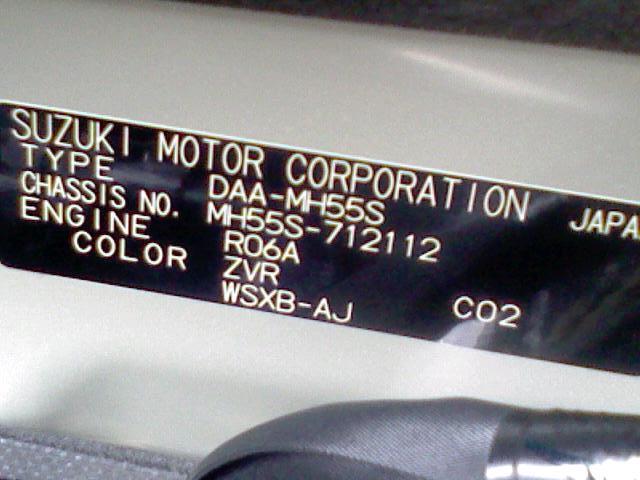 SUZUKI MOTOR CORPORATION JAPAN
TYPE DAA-MH55S
CHASSIS NO. MH55S-712112
ENGINE R06A
COLOR ZVR
WSXB-AJ C02